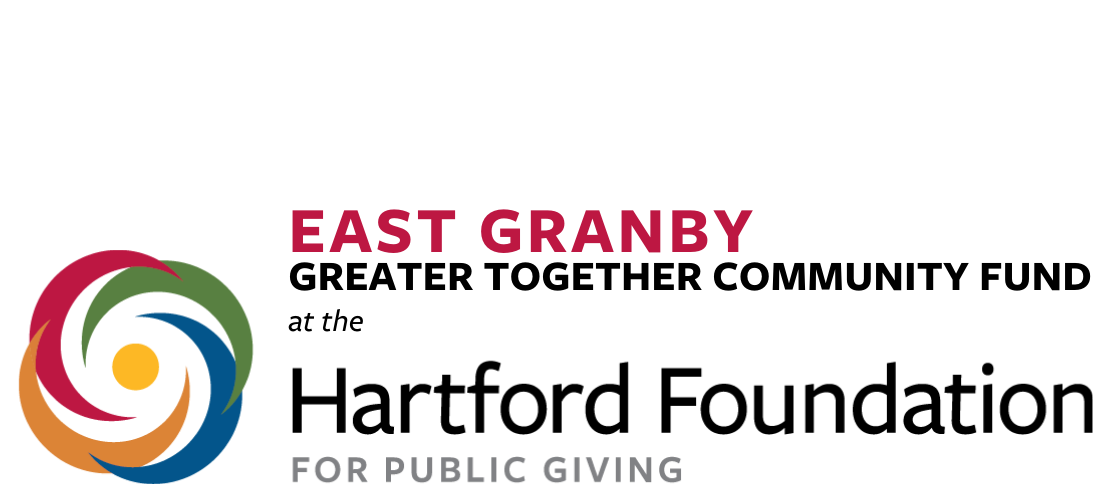 EAST GRANBY
GREATER TOGETHER COMMUNITY FUND
at the
Hartford Foundation
FOR PUBLIC GIVING